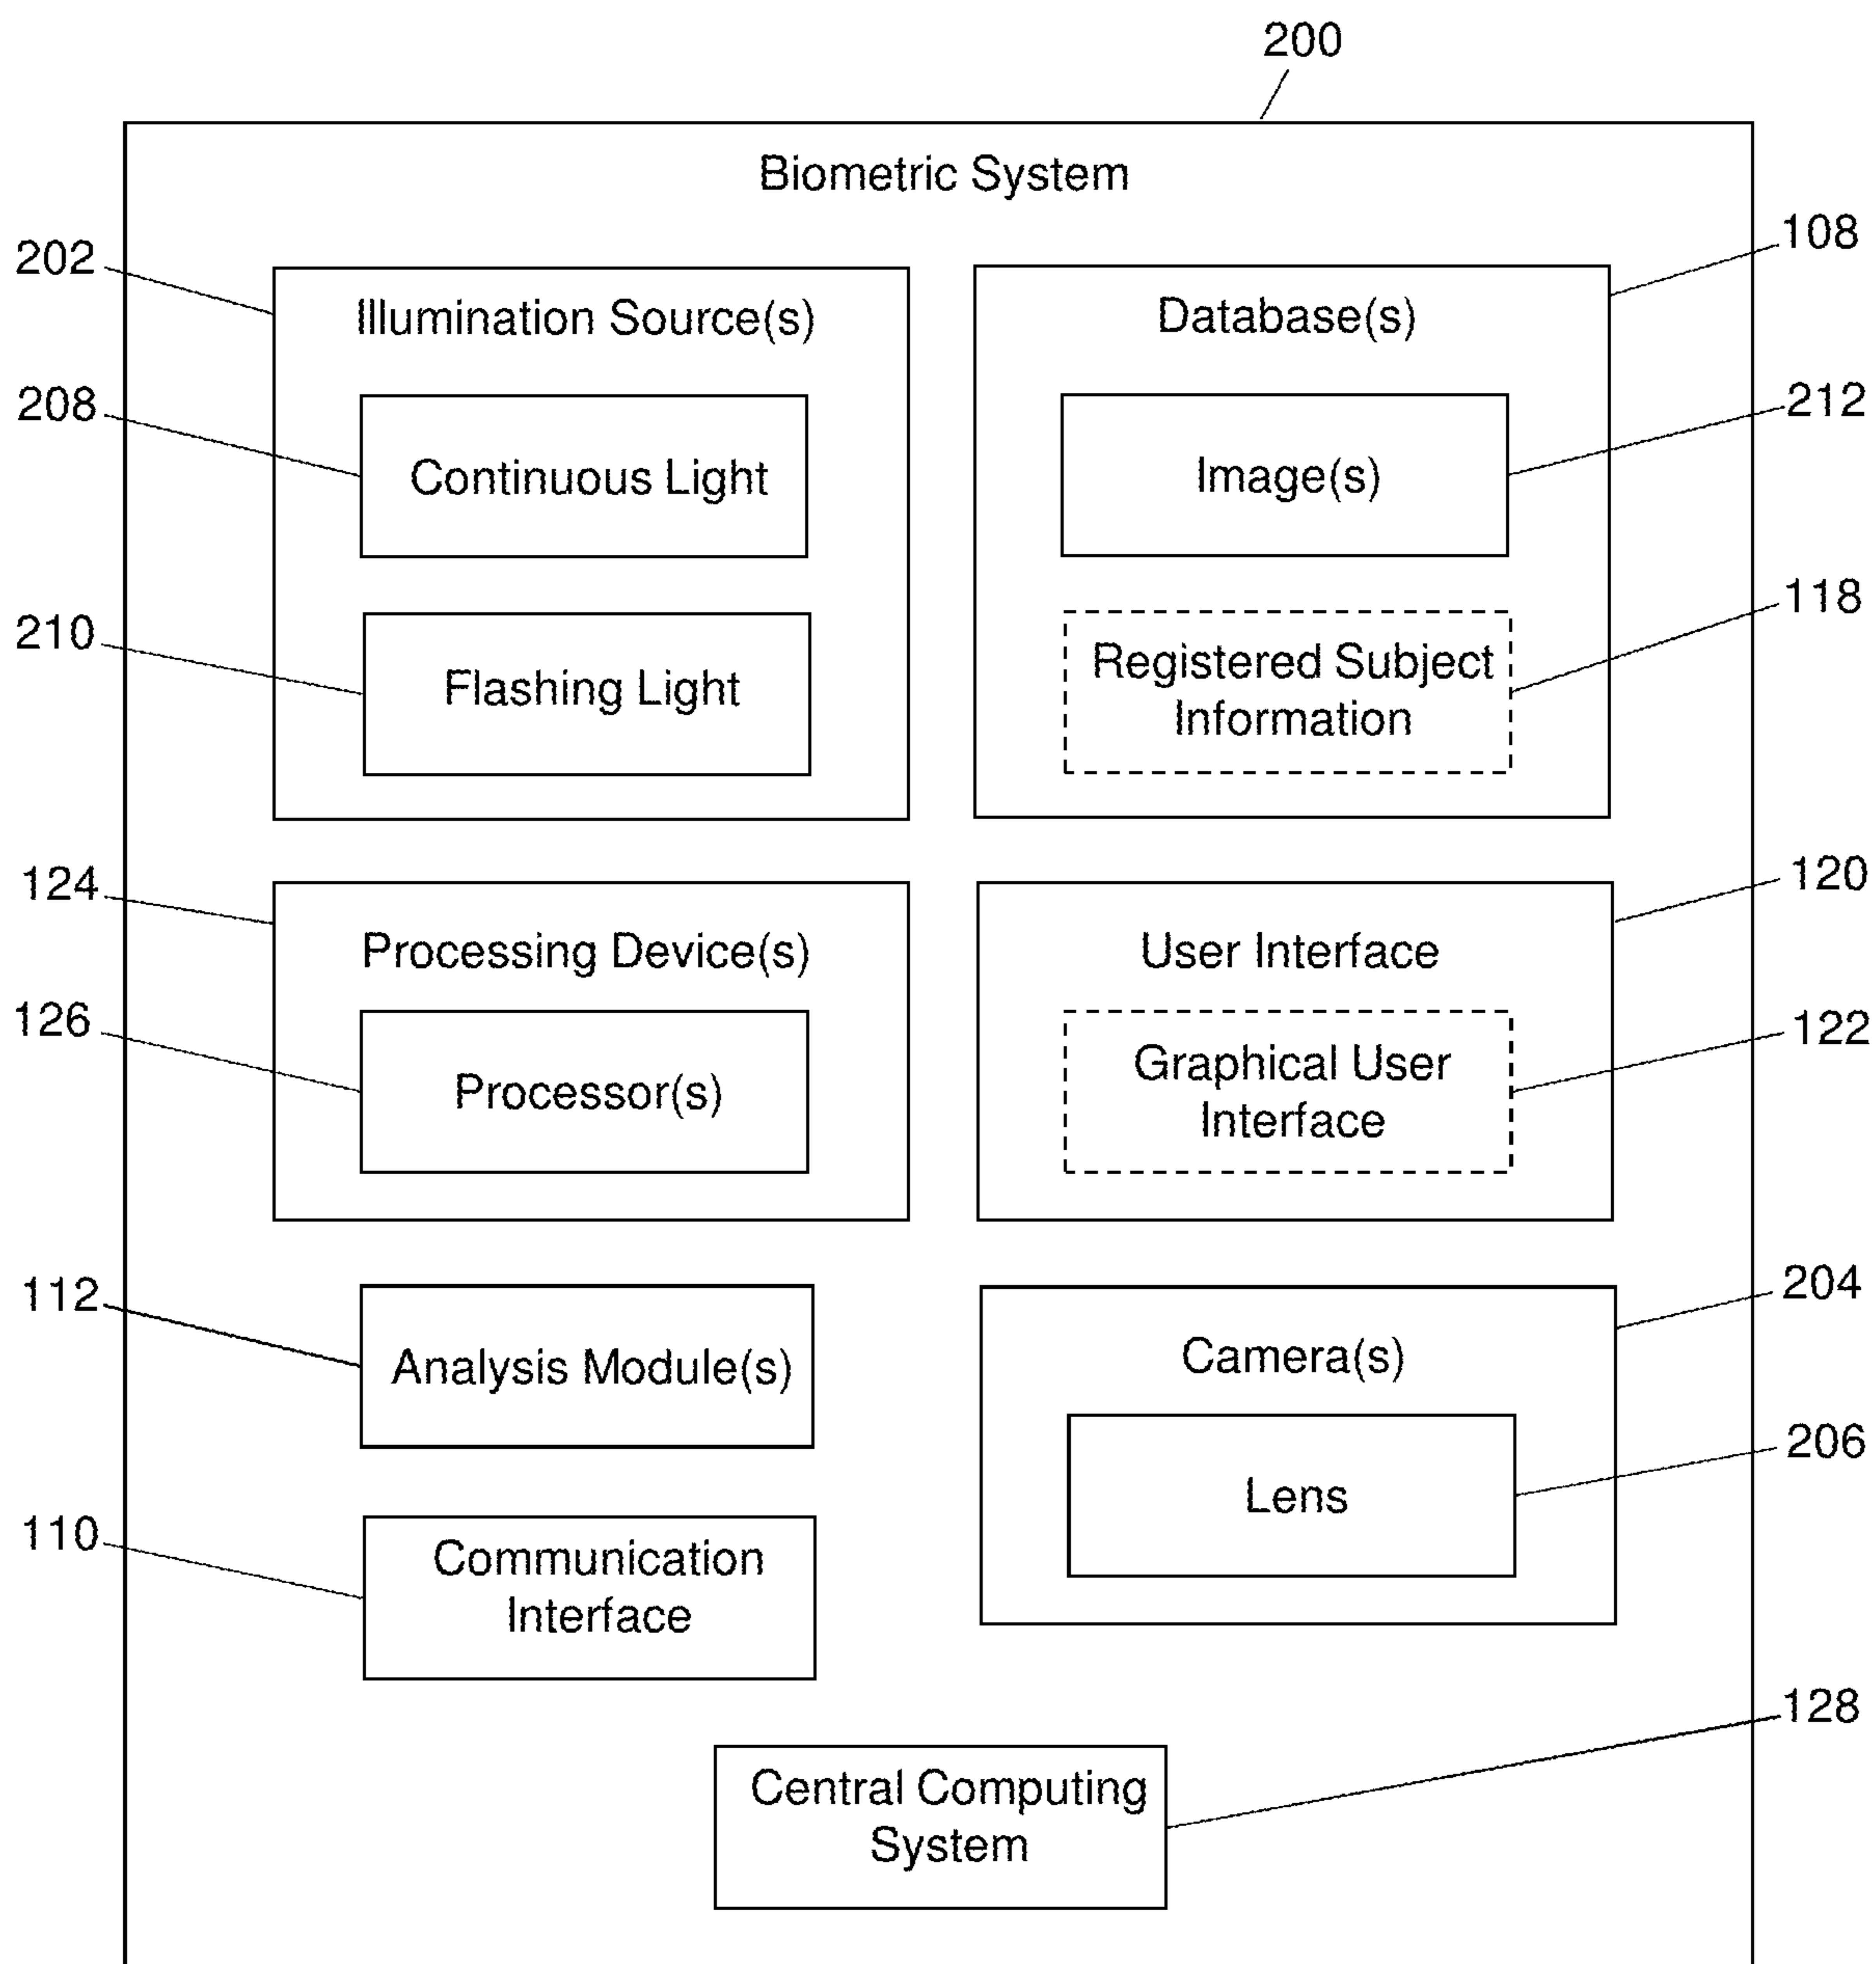 200
Biometric System
202
108
Illumination Source(s)
Database(s)
208
212
Continuous Light
Image(s)
210
118
Flashing Light
Registered Subject
Information
124
120
Processing Device(s)
User Interface
126
122
Processor(s)
Graphical User
Interface
112
204
Analysis Module(s)
Camera(s)
206
Lens
110
Communication
Interface
128
Central Computing
System